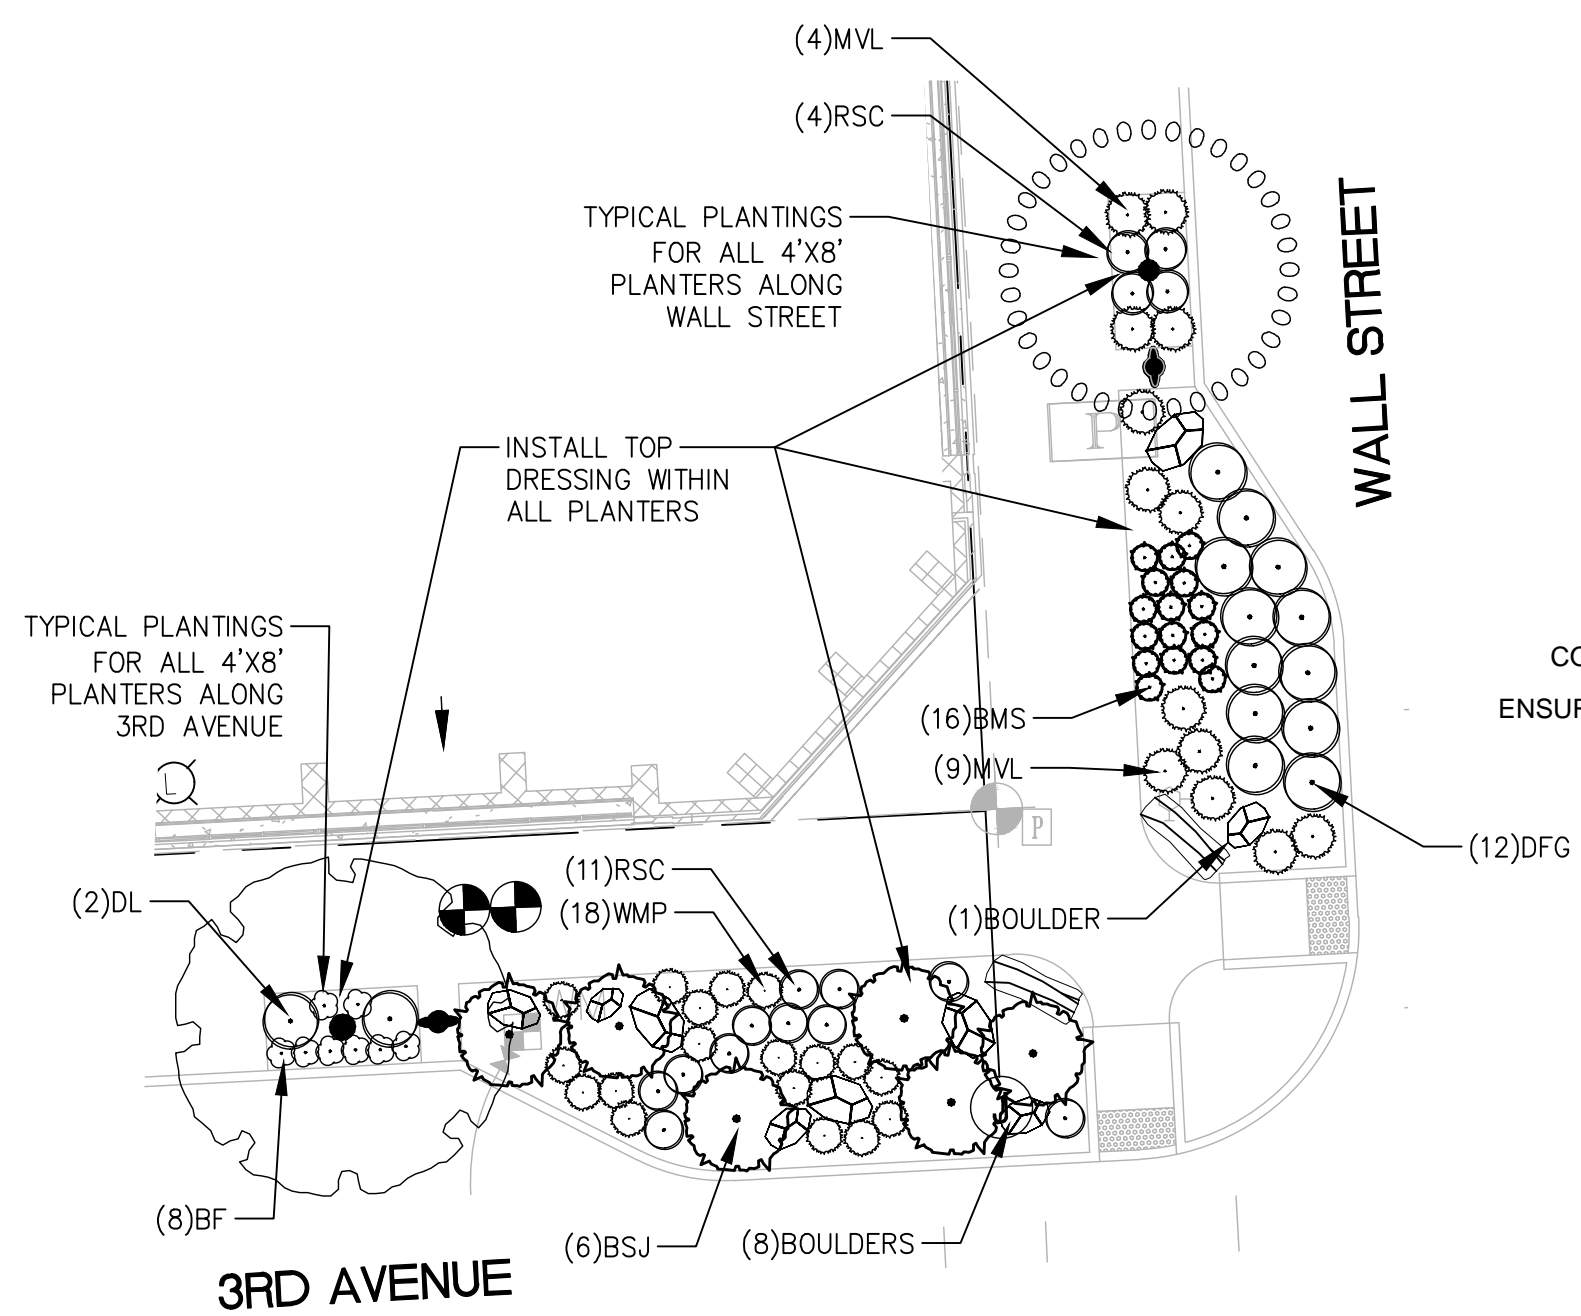 (4)MVL
(4)RSC
TYPICAL PLANTINGS
FOR ALL 4'X8'
PLANTERS ALONG
WALL STREET
WALL STREET
P
INSTALL TOP
DRESSING WITHIN
ALL PLANTERS
TYPICAL PLANTINGS
FOR ALL 4'X8'
PLANTERS ALONG
3RD AVENUE
CO
ENSUR
(16)BMS
(9)MVL
L
P
(12)DFG
(11)RSC
(18)WMP
(2)DL
(1)BOULDER
(8)BF
(6)BSJ
(8)BOULDERS
3RD AVENUE